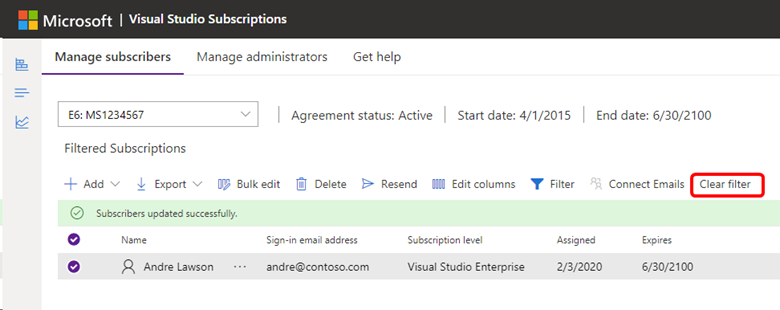 Microsoft | Visual Studio Subscriptions
Manage subscribers Manage administrators Get help
E6: MS1234567 Agreement status: Active Start date: 4/1/2015 End date: 6/30/2100
Filtered Subscriptions
Add Export Bulk edit Delete Resend Edit columns Filter Connect Emails Clear filter
Subscribers updated successfully.
Name Sign-in email address Subscription level Assigned Expires
Andre Lawson ... andre@contoso.com Visual Studio Enterprise 2/3/2020 6/30/2100